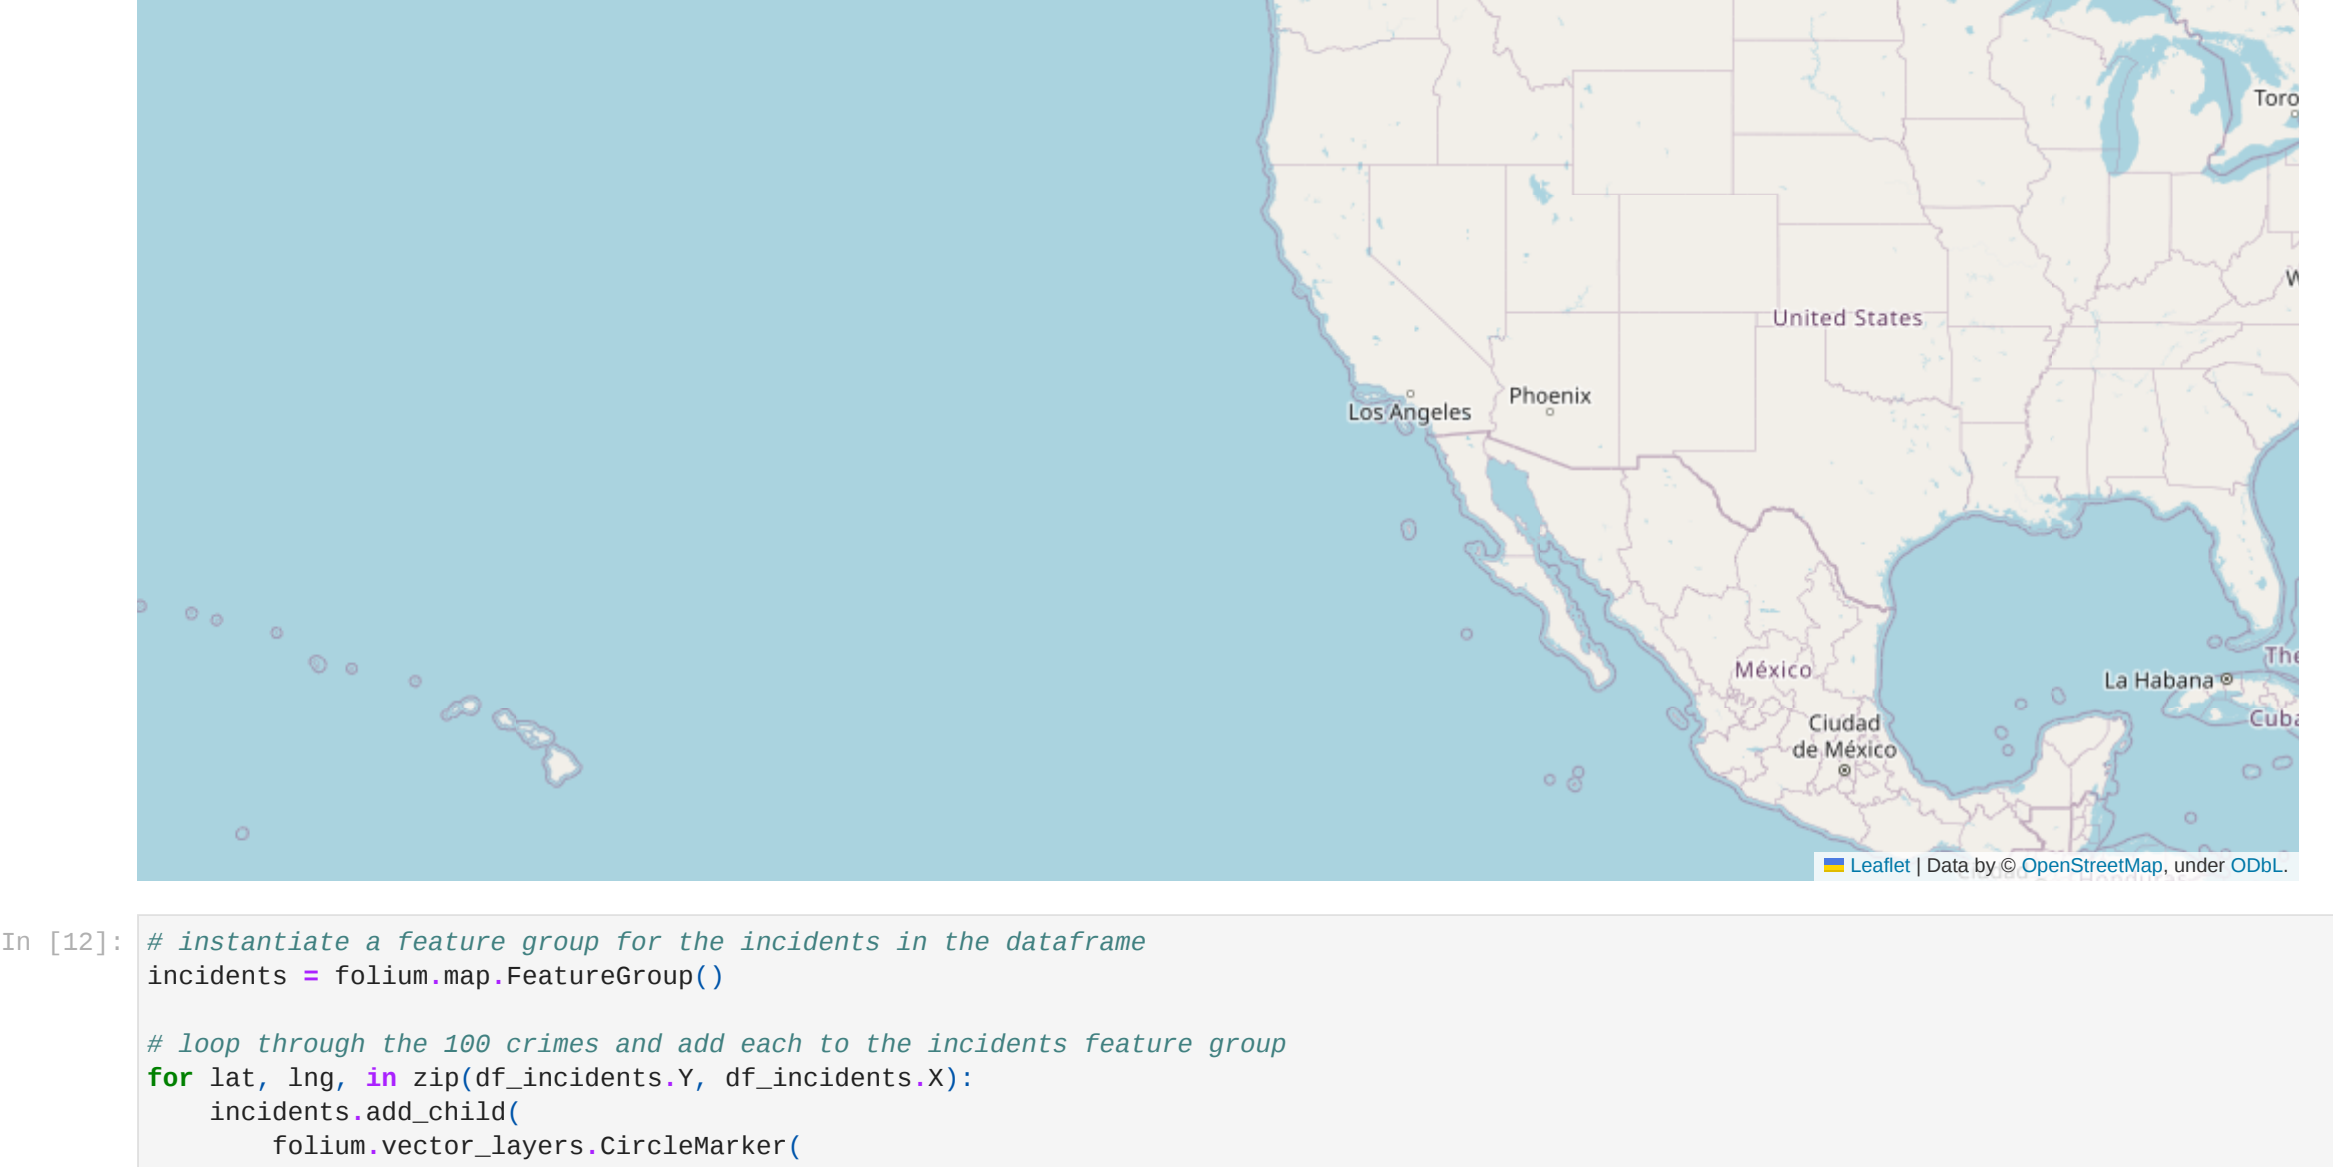 Toro
W
United States
Phoenix
Los Angeles
The
México
La Habana
Cuba
Ciudad
de México
Leaflet | Data by © OpenStreetMap, under ODbL.
In [12]:
# instantiate a feature group for the incidents in the dataframe
incidents = folium.map.FeatureGroup()
# loop through the 100 crimes and add each to the incidents feature group
for lat, lng, in zip(df_incidents.Y, df_incidents.X):
    incidents.add_child(
        folium.vector_layers.CircleMarker(